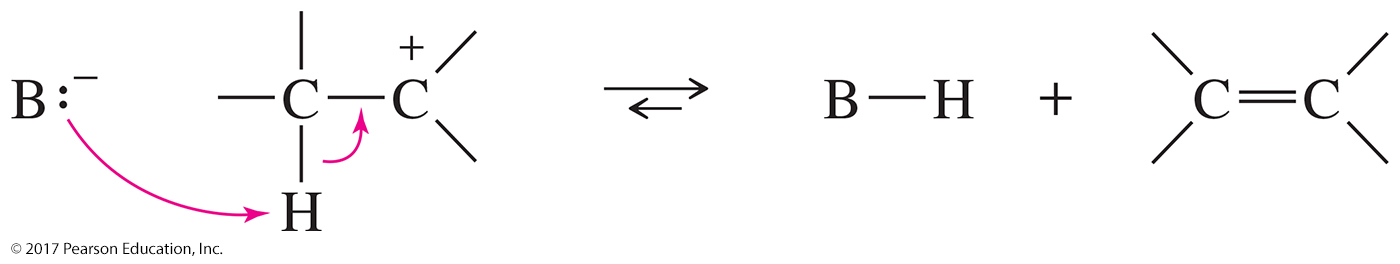 +
B:− C C B H + C C
H
© 2017 Pearson Education, Inc.